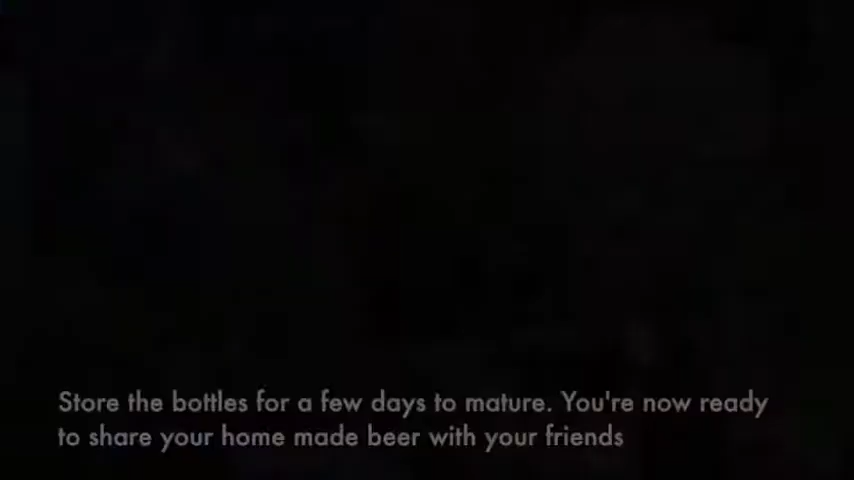 Store the bottles for a few days to mature. You're now ready
to share your home made beer with your friends